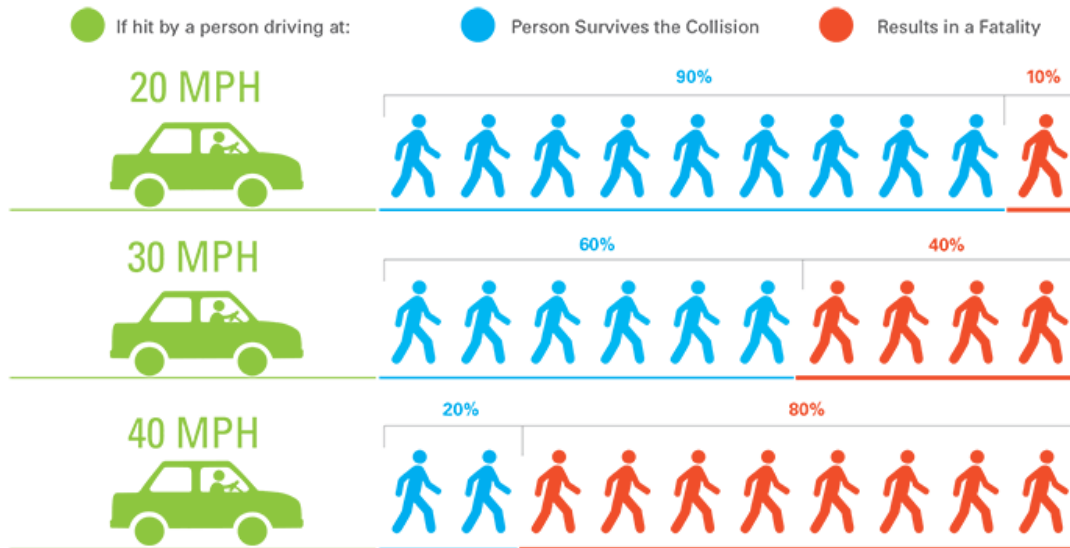 If hit by a person driving at: Person Survives the Collision Results in a Fatality
20 MPH 90% 10%
30 MPH 60% 40%
40 MPH 20% 80%